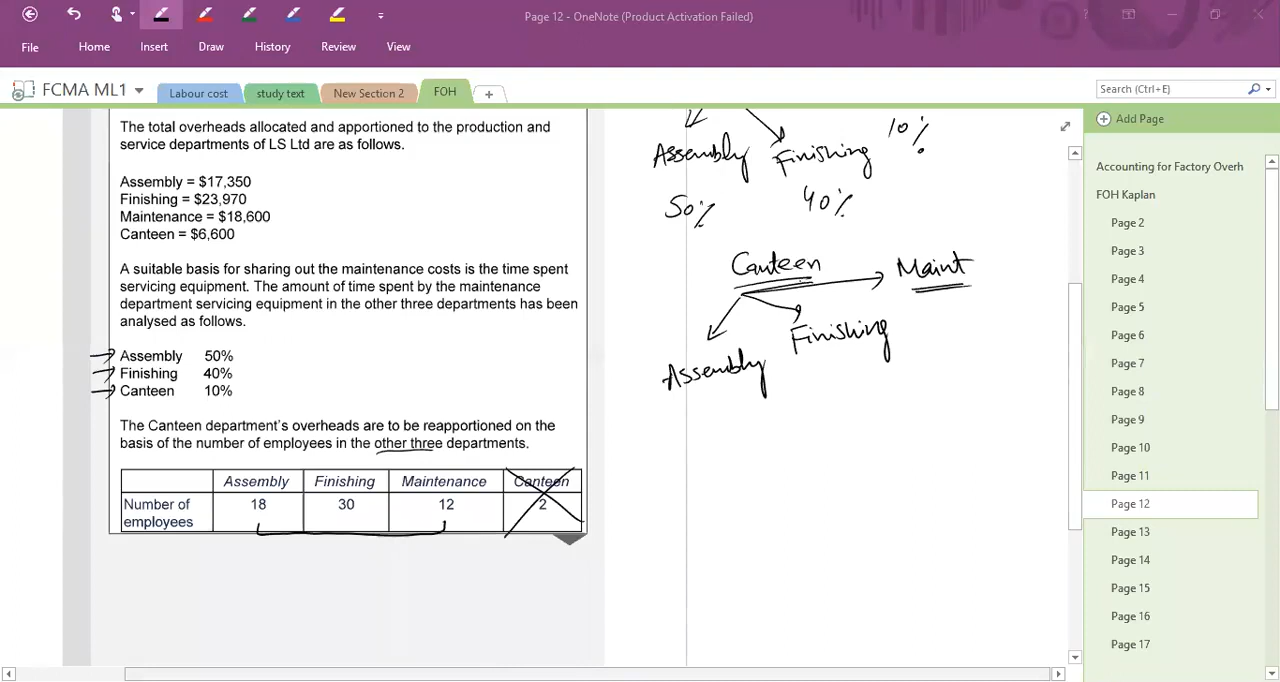 Page 12 - OneNote (Product Activation Failed)
File Home Insert Draw History Review View
FCMA ML1 Labour cost study text New Section 2 FOH
Search (Ctrl+E)
Add Page
The total overheads allocated and apportioned to the production and
service departments of LS Ltd are as follows.
Assembly = $17,350
Finishing = $23,970
Maintenance = $18,600
Canteen = $6,600
A suitable basis for sharing out the maintenance costs is the time spent
servicing equipment. The amount of time spent by the maintenance
department servicing equipment in the other three departments has been
analysed as follows.
Assembly 50%
Finishing 40%
Canteen 10%
The Canteen department's overheads are to be reapportioned on the
basis of the number of employees in the other three departments.
Assembly Finishing Maintenance Canteen
Number of employees 18 30 12 2
Assembly Finishing 10%
50% 40%
Canteen Maint
Finishing
Assembly
Accounting for Factory Overh
FOH Kaplan
Page 2
Page 3
Page 4
Page 5
Page 6
Page 7
Page 8
Page 9
Page 10
Page 11
Page 12
Page 13
Page 14
Page 15
Page 16
Page 17